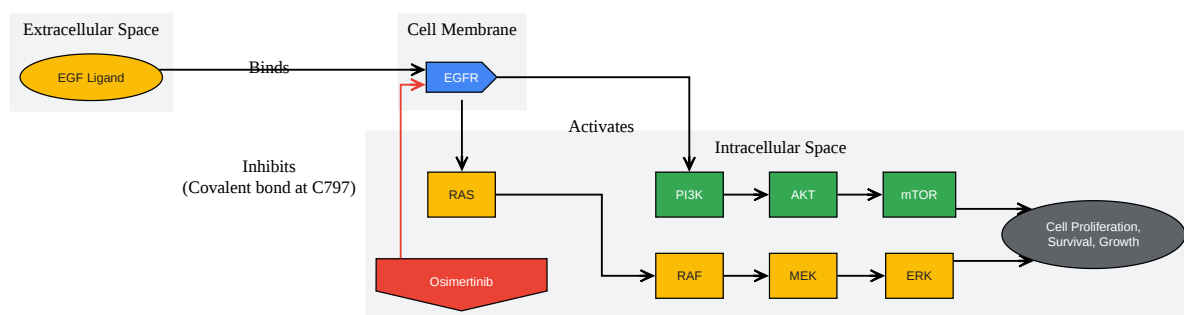 Extracellular Space
Cell Membrane
EGF Ligand
Binds
EGFR
Activates
Intracellular Space
Inhibits
(Covalent bond at C797)
RAS
PI3K
AKT
mTOR
Cell Proliferation,
Survival, Growth
Osimertinib
RAF
MEK
ERK